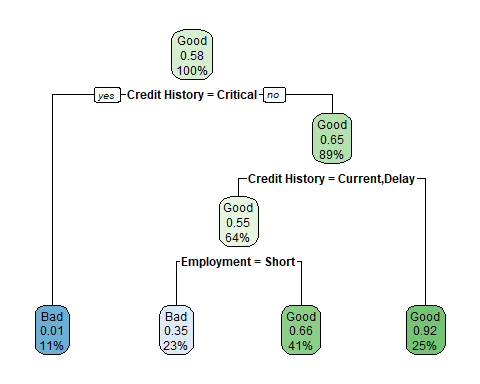 Good
0.58
100%
yes Credit History = Critical no
Good
0.65
89%
Credit History = Current,Delay
Good
0.55
64%
Employment = Short
Bad
0.01
11%
Bad
0.35
23%
Good
0.66
41%
Good
0.92
25%